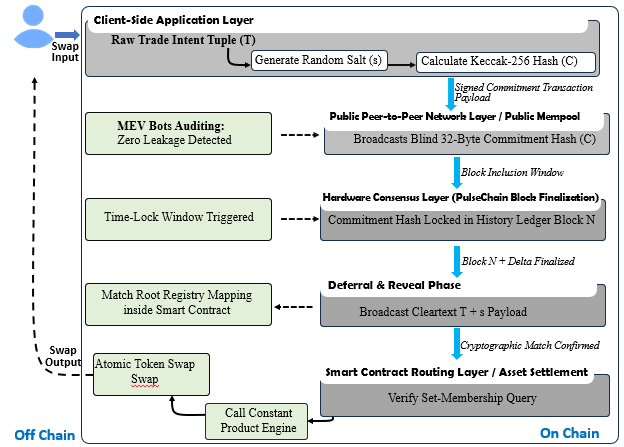 Client-Side Application Layer
Raw Trade Intent Tuple (T)
Swap
Input
Generate Random Salt (s)
Calculate Keccak-256 Hash (C)
Signed Commitment Transaction
Payload
MEV Bots Auditing:
Zero Leakage Detected
Public Peer-to-Peer Network Layer / Public Mempool
Broadcasts Blind 32-Byte Commitment Hash (C)
Block Inclusion Window
Time-Lock Window Triggered
Hardware Consensus Layer (PulseChain Block Finalization)
Commitment Hash Locked in History Ledger Block N
Block N + Delta Finalized
Match Root Registry Mapping
inside Smart Contract
Deferral & Reveal Phase
Broadcast Cleartext T + s Payload
Cryptographic Match Confirmed
Swap
Output
Atomic Token Swap
Swap
Smart Contract Routing Layer / Asset Settlement
Verify Set-Membership Query
Call Constant
Product Engine
Off Chain
On Chain